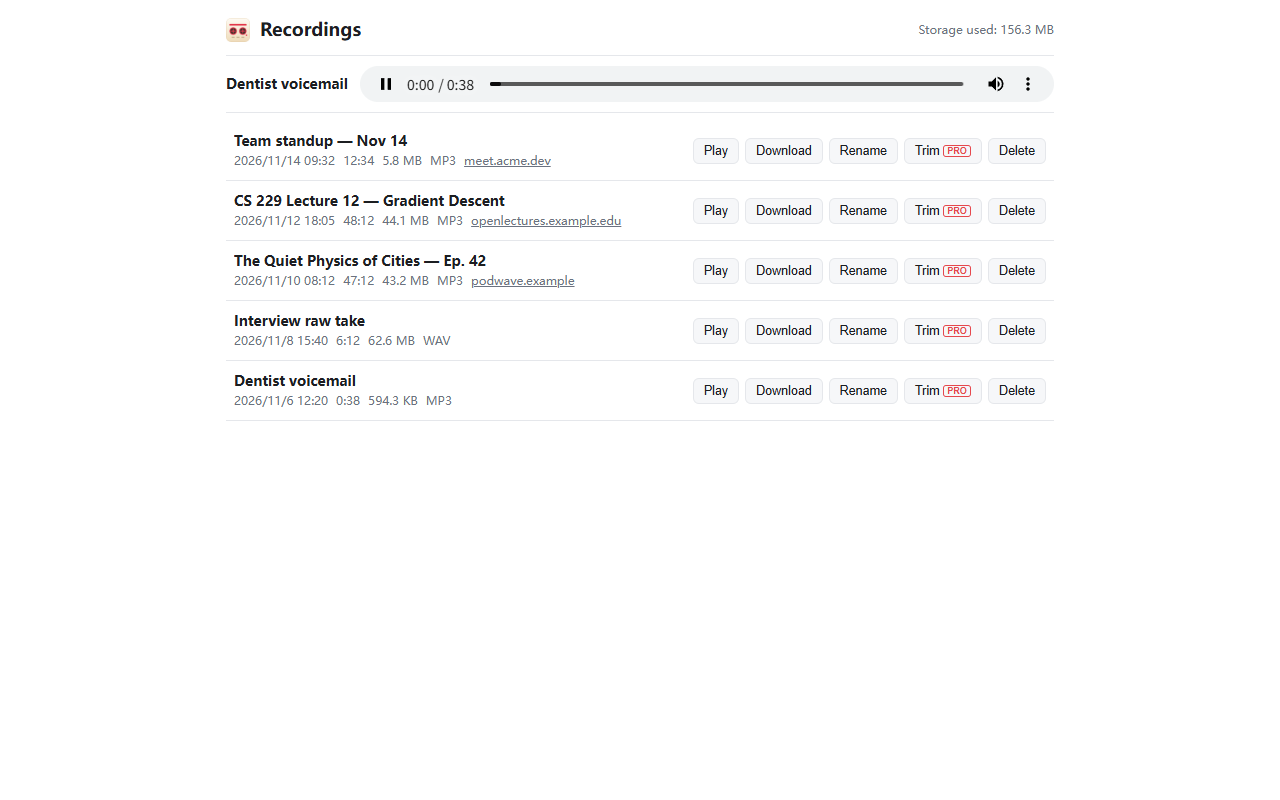 Recordings
Storage used: 156.3 MB
Dentist voicemail 0:00 / 0:38
Team standup — Nov 14
2026/11/14 09:32 12:34 5.8 MB MP3 meet.acme.dev
Play Download Rename Trim PRO Delete
CS 229 Lecture 12 — Gradient Descent
2026/11/12 18:05 48:12 44.1 MB MP3 openlectures.example.edu
Play Download Rename Trim PRO Delete
The Quiet Physics of Cities — Ep. 42
2026/11/10 08:12 47:12 43.2 MB MP3 podwave.example
Play Download Rename Trim PRO Delete
Interview raw take
2026/11/8 15:40 6:12 62.6 MB WAV
Play Download Rename Trim PRO Delete
Dentist voicemail
2026/11/6 12:20 0:38 594.3 KB MP3
Play Download Rename Trim PRO Delete